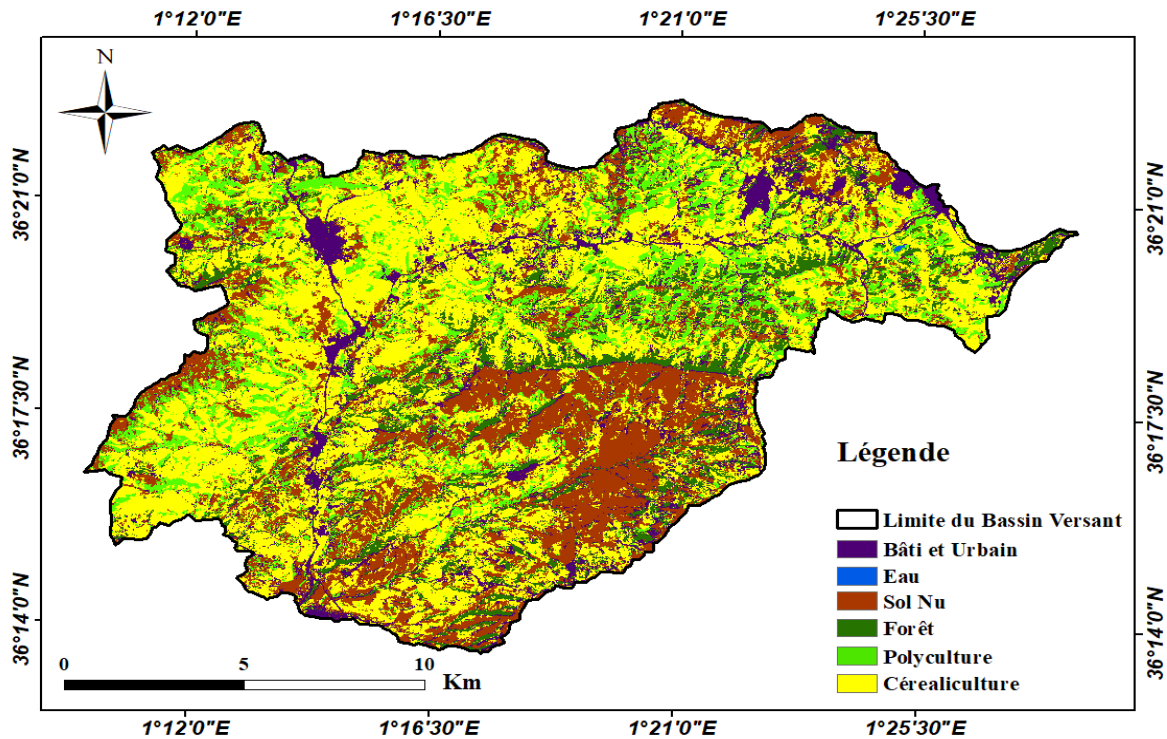 1°12'0"E 1°16'30"E 1°21'0"E 1°25'30"E
N
36°21'0"N 36°21'0"N
36°17'30"N 36°17'30"N
Légende
Limite du Bassin Versant
Bâti et Urbain
Eau
Sol Nu
Forêt
Polyculture
Céréaliculture
36°14'0"N 36°14'0"N
0 5 10
Km
1°12'0"E 1°16'30"E 1°21'0"E 1°25'30"E